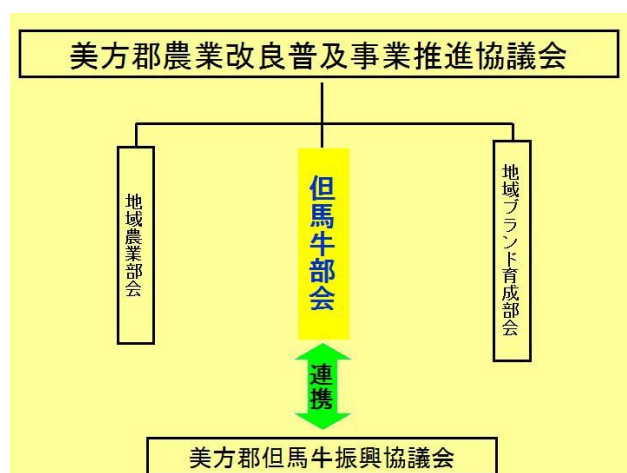 美方郡農業改良普及事業推進協議会
地域農業部会
但馬牛部会
地域ブランド育成部会
連携
美方郡但馬牛振興協議会